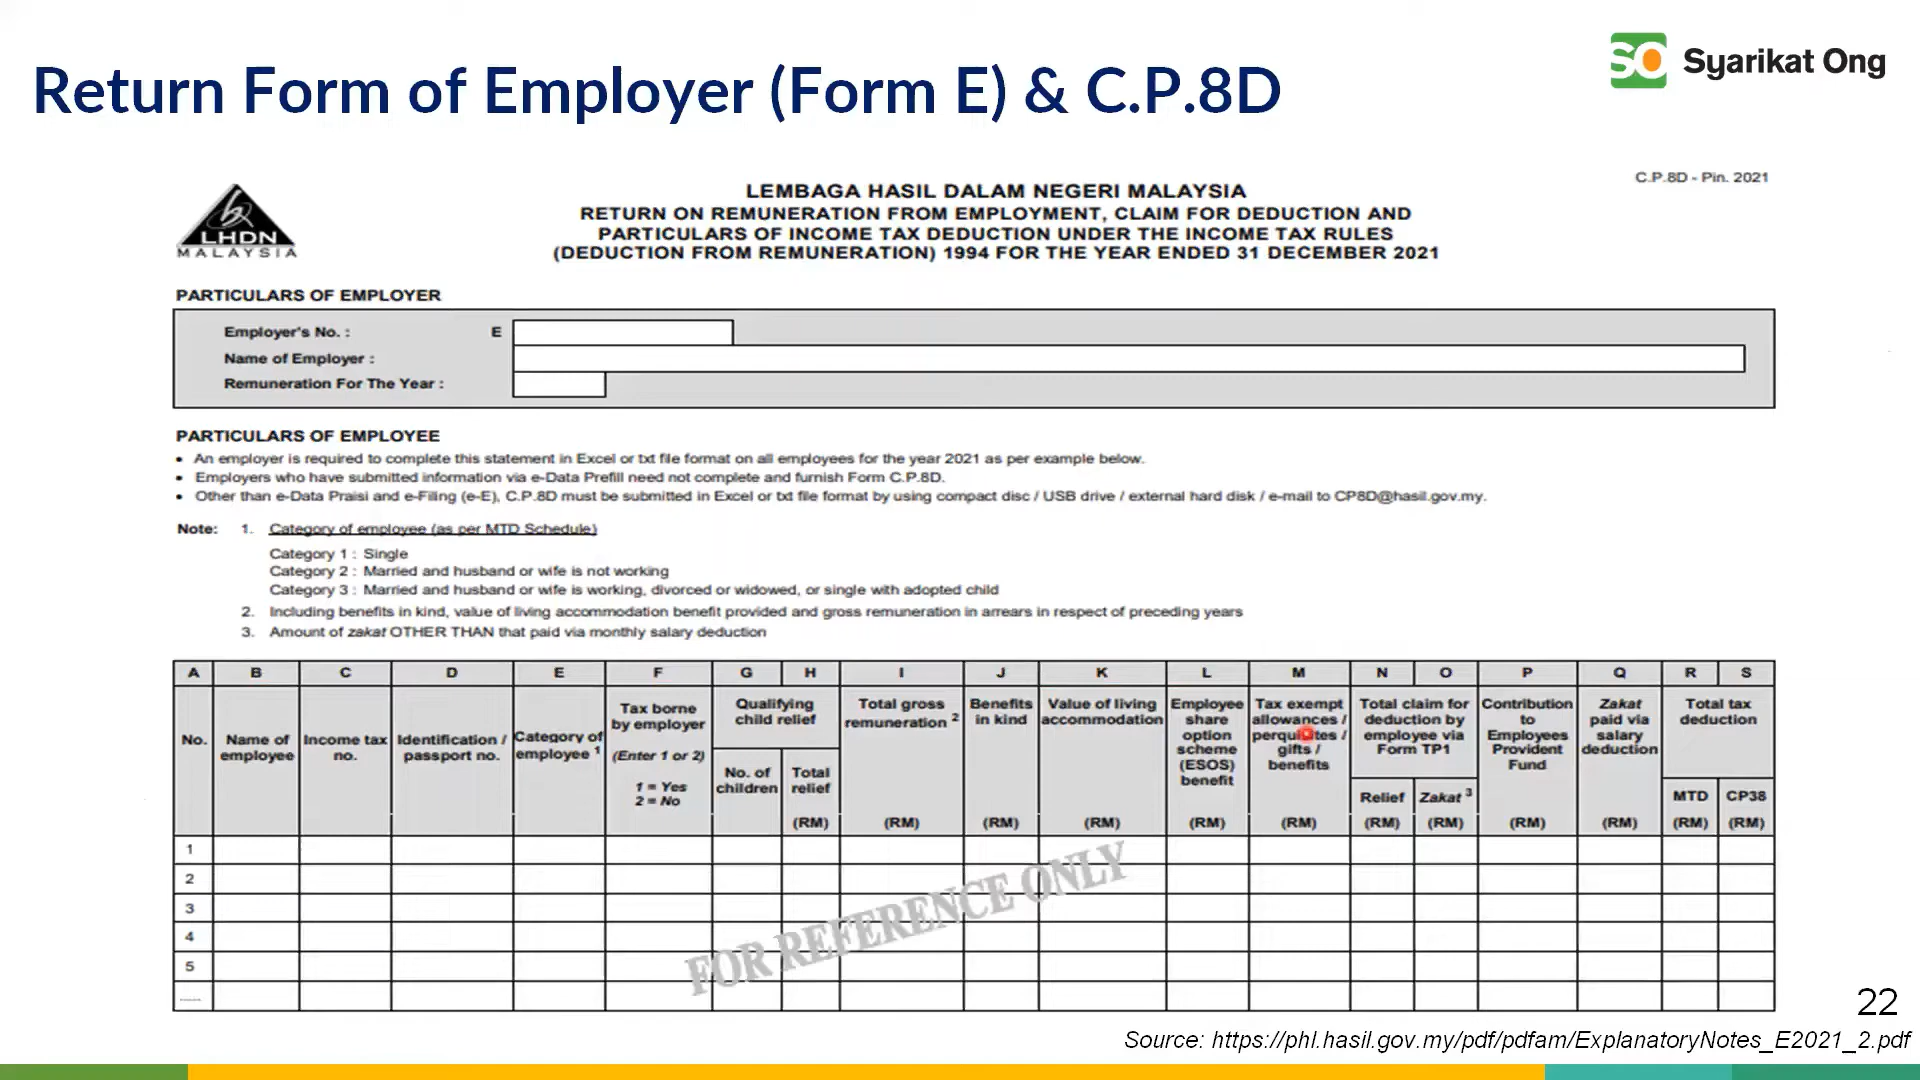 Return Form of Employer (Form E) & C.P.8D
SO Syarikat Ong
C.P.8D - Pin. 2021
LHDN
MALAYSIA
LEMBAGA HASIL DALAM NEGERI MALAYSIA
RETURN ON REMUNERATION FROM EMPLOYMENT, CLAIM FOR DEDUCTION AND
PARTICULARS OF INCOME TAX DEDUCTION UNDER THE INCOME TAX RULES
(DEDUCTION FROM REMUNERATION) 1994 FOR THE YEAR ENDED 31 DECEMBER 2021
PARTICULARS OF EMPLOYER
Employer's No. : E
Name of Employer :
Remuneration For The Year :
PARTICULARS OF EMPLOYEE
• An employer is required to complete this statement in Excel or txt file format on all employees for the year 2021 as per example below.
• Employers who have submitted information via e-Data Prefill need not complete and furnish Form C.P.8D.
• Other than e-Data Praisi and e-Filing (e-E), C.P.8D must be submitted in Excel or txt file format by using compact disc / USB drive / external hard disk / e-mail to CP8D@hasil.gov.my.
Note: 1. Category of employee (as per MTD Schedule)
Category 1 : Single
Category 2 : Married and husband or wife is not working
Category 3 : Married and husband or wife is working, divorced or widowed, or single with adopted child
2. Including benefits in kind, value of living accommodation benefit provided and gross remuneration in arrears in respect of preceding years
3. Amount of zakat OTHER THAN that paid via monthly salary deduction
A B C D E F G H I J K L M N O P Q R S
No.
Name of
employee
Income tax
no.
Identification /
passport no.
Category of
employee 1
Tax borne
by employer
(Enter 1 or 2)
1 = Yes
2 = No
Qualifying
child relief
No. of
children
Total
relief
(RM)
Total gross
remuneration 2
(RM)
Benefits
in kind
(RM)
Value of living
accommodation
(RM)
Employee
share
option
scheme
(ESOS)
benefit
(RM)
Tax exempt
allowances /
perquisites /
gifts /
benefits
(RM)
Total claim for
deduction by
employee via
Form TP1
Relief
(RM)
Zakat 3
(RM)
Contribution
to
Employees
Provident
Fund
(RM)
Zakat
paid via
salary
deduction
(RM)
Total tax
deduction
MTD
(RM)
CP38
(RM)
1
2
3
4
5
FOR REFERENCE ONLY
22
Source: https://phl.hasil.gov.my/pdf/pdfam/ExplanatoryNotes_E2021_2.pdf